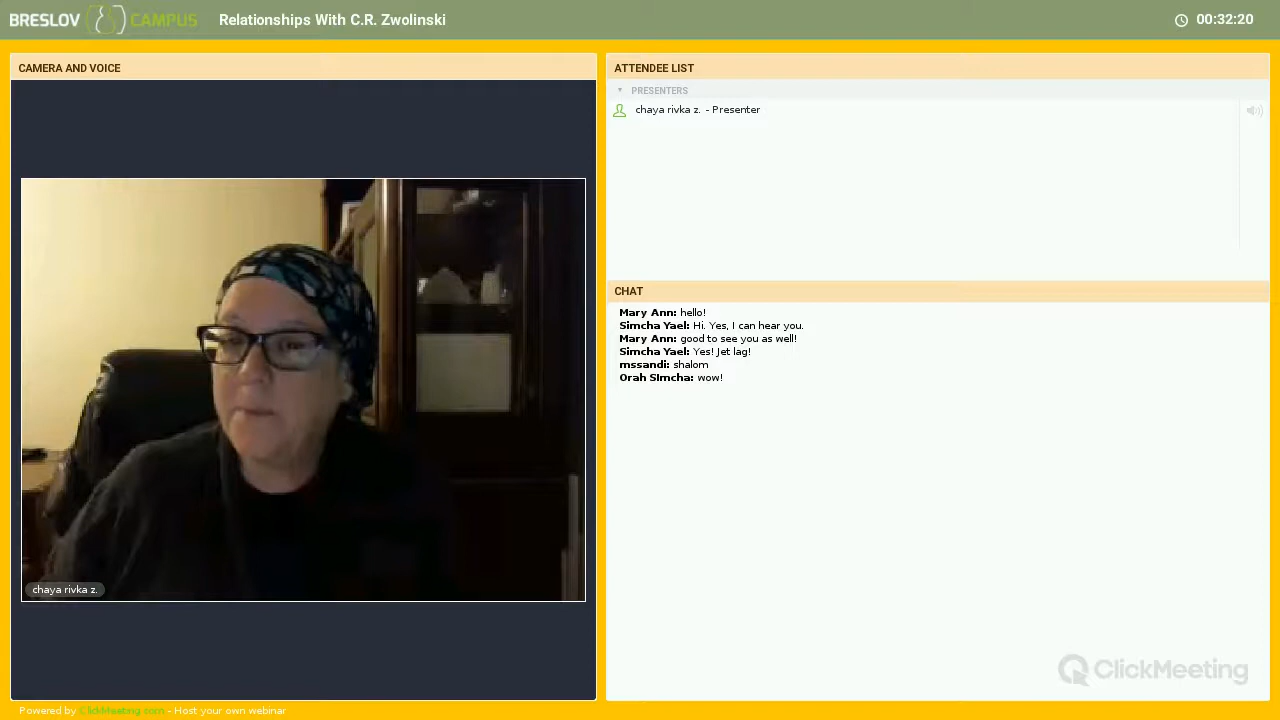 BRESLOV CAMPUS Relationships With C.R. Zwolinski 00:32:20
CAMERA AND VOICE
chaya rivka z.
ATTENDEE LIST
PRESENTERS
chaya rivka z. - Presenter
CHAT
Mary Ann: hello!
Simcha Yael: Hi. Yes, I can hear you.
Mary Ann: good to see you as well!
Simcha Yael: Yes! Jet lag!
mssandi: shalom
Orah SImcha: wow!
ClickMeeting
Powered by ClickMeeting.com - Host your own webinar